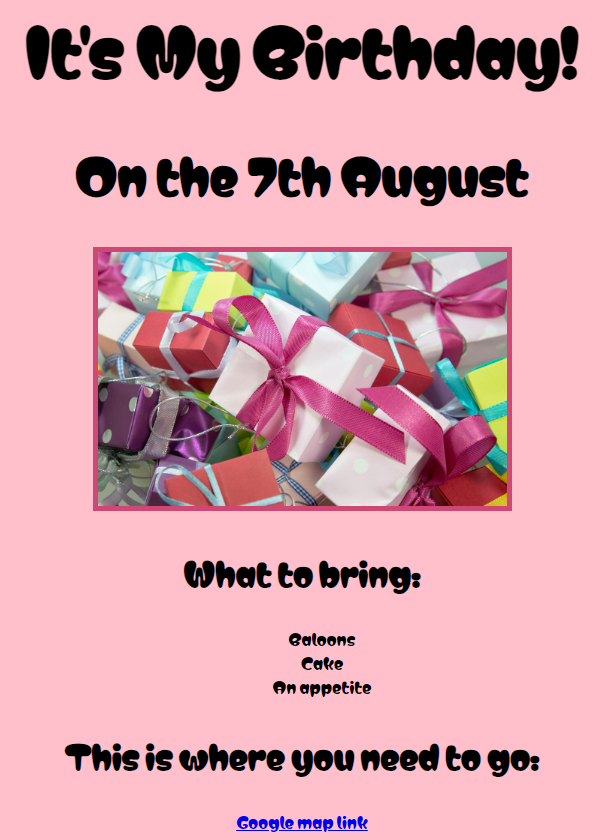 It's My Birthday!
On the 7th August
What to bring:
Baloons
Cake
An appetite
This is where you need to go:
Google map link